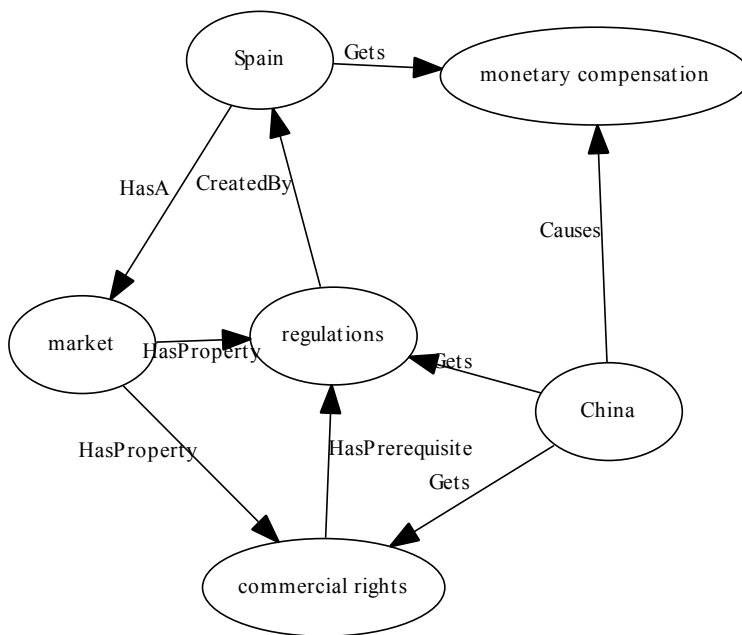 Spain
Gets
monetary compensation
HasA
CreatedBy
Causes
market
HasProperty
regulations
Gets
China
HasProperty
HasPrerequisite
Gets
commercial rights